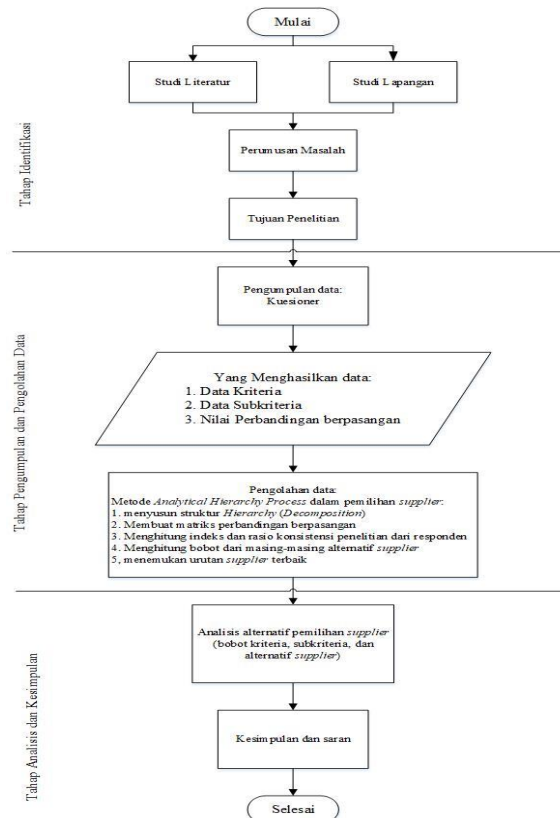 Mulai
Studi Literatur
Studi Lapangan
Perumusan Masalah
Tujuan Penelitian
Tahap Identifikasi
Pengumpulan data:
Kuesioner
Yang Menghasilkan data:
1. Data Kriteria
2. Data Subkriteria
3. Nilai Perbandingan berpasangan
Pengolahan data:
Metode Analytical Hierarchy Process dalam pemilihan supplier:
1. menyusun struktur Hierarchy (Decomposition)
2. Membuat matriks perbandingan berpasangan
3. Menghitung indeks dan rasio konsistensi penelitian dari responden
4. Menghitung bobot dari masing-masing alternatif supplier
5, menemukan urutan supplier terbaik
Tahap Pengumpulan dan Pengolahan Data
Analisis alternatif pemilihan supplier
(bobot kriteria, subkriteria, dan
alternatif supplier)
Kesimpulan dan saran
Selesai
Tahap Analisis dan Kesimpulan